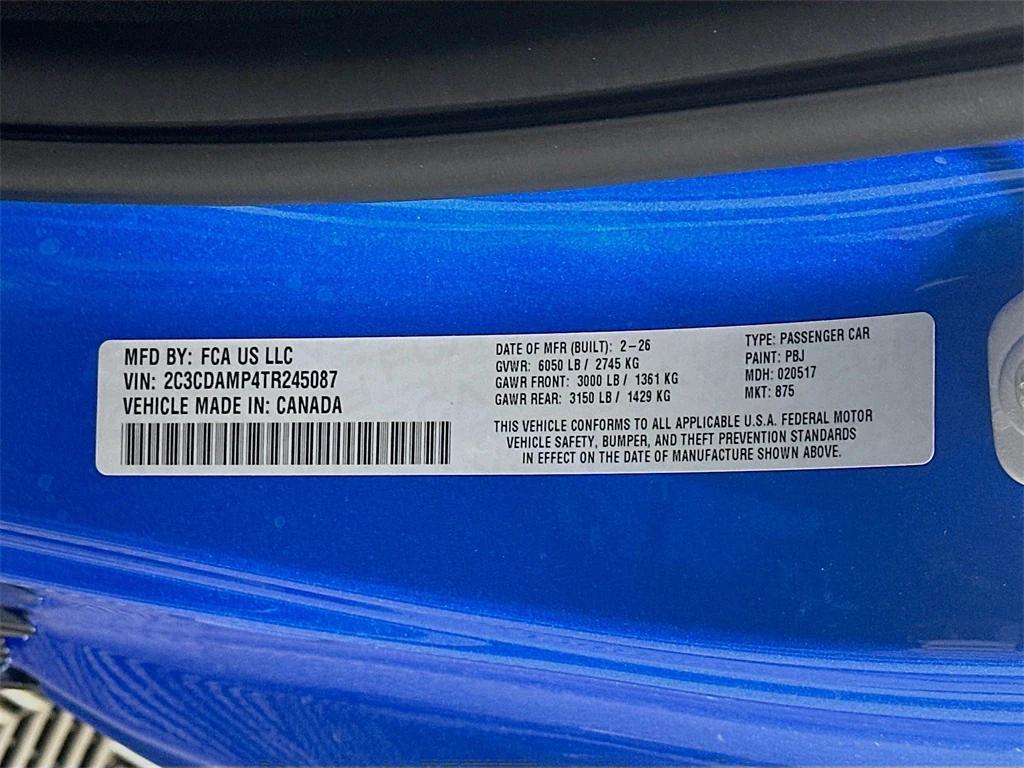 MFD BY: FCA US LLC
VIN: 2C3CDAMP4TR245087
VEHICLE MADE IN: CANADA
DATE OF MFR (BUILT): 2-26
GVWR: 6050 LB / 2745 KG
GAWR FRONT: 3000 LB / 1361 KG
GAWR REAR: 3150 LB / 1429 KG
TYPE: PASSENGER CAR
PAINT: PBJ
MDH: 020517
MKT: 875
THIS VEHICLE CONFORMS TO ALL APPLICABLE U.S.A. FEDERAL MOTOR
VEHICLE SAFETY, BUMPER, AND THEFT PREVENTION STANDARDS
IN EFFECT ON THE DATE OF MANUFACTURE SHOWN ABOVE.